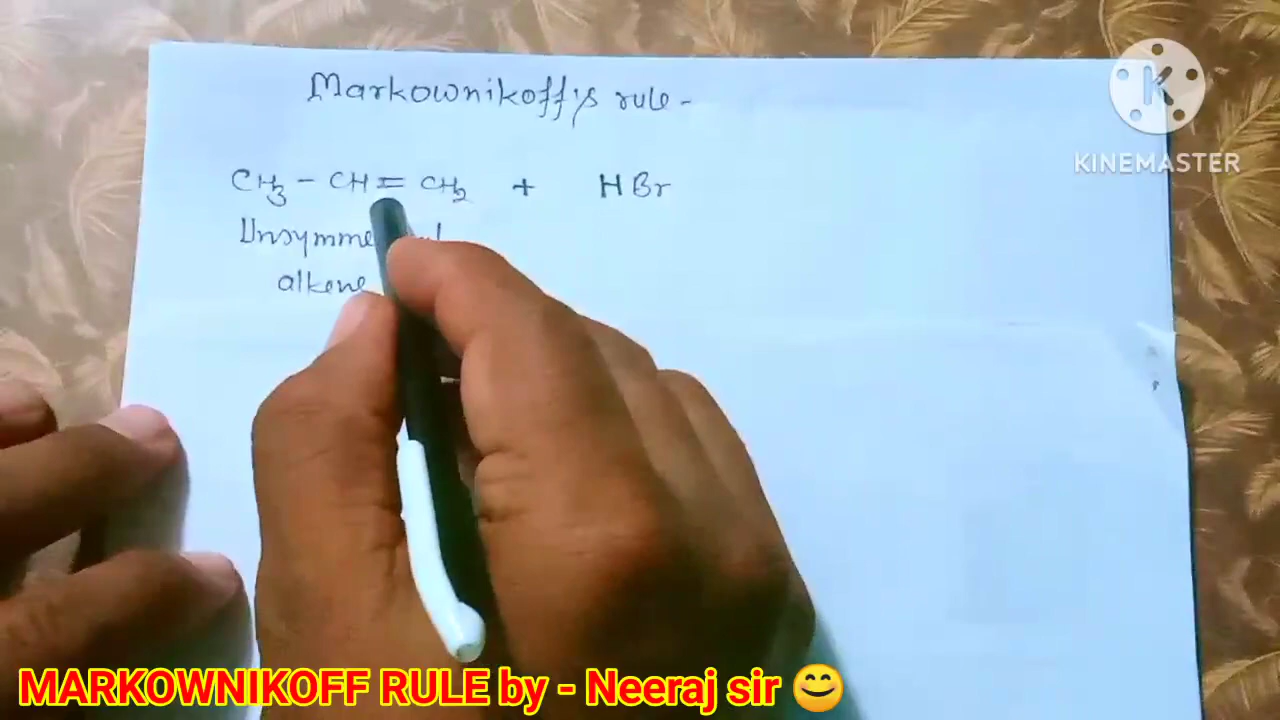 Markownikoff's rule -
CH3 - CH = CH2 + HBr
alkene
KINEMASTER
MARKOWNIKOFF RULE by - Neeraj sir 😊